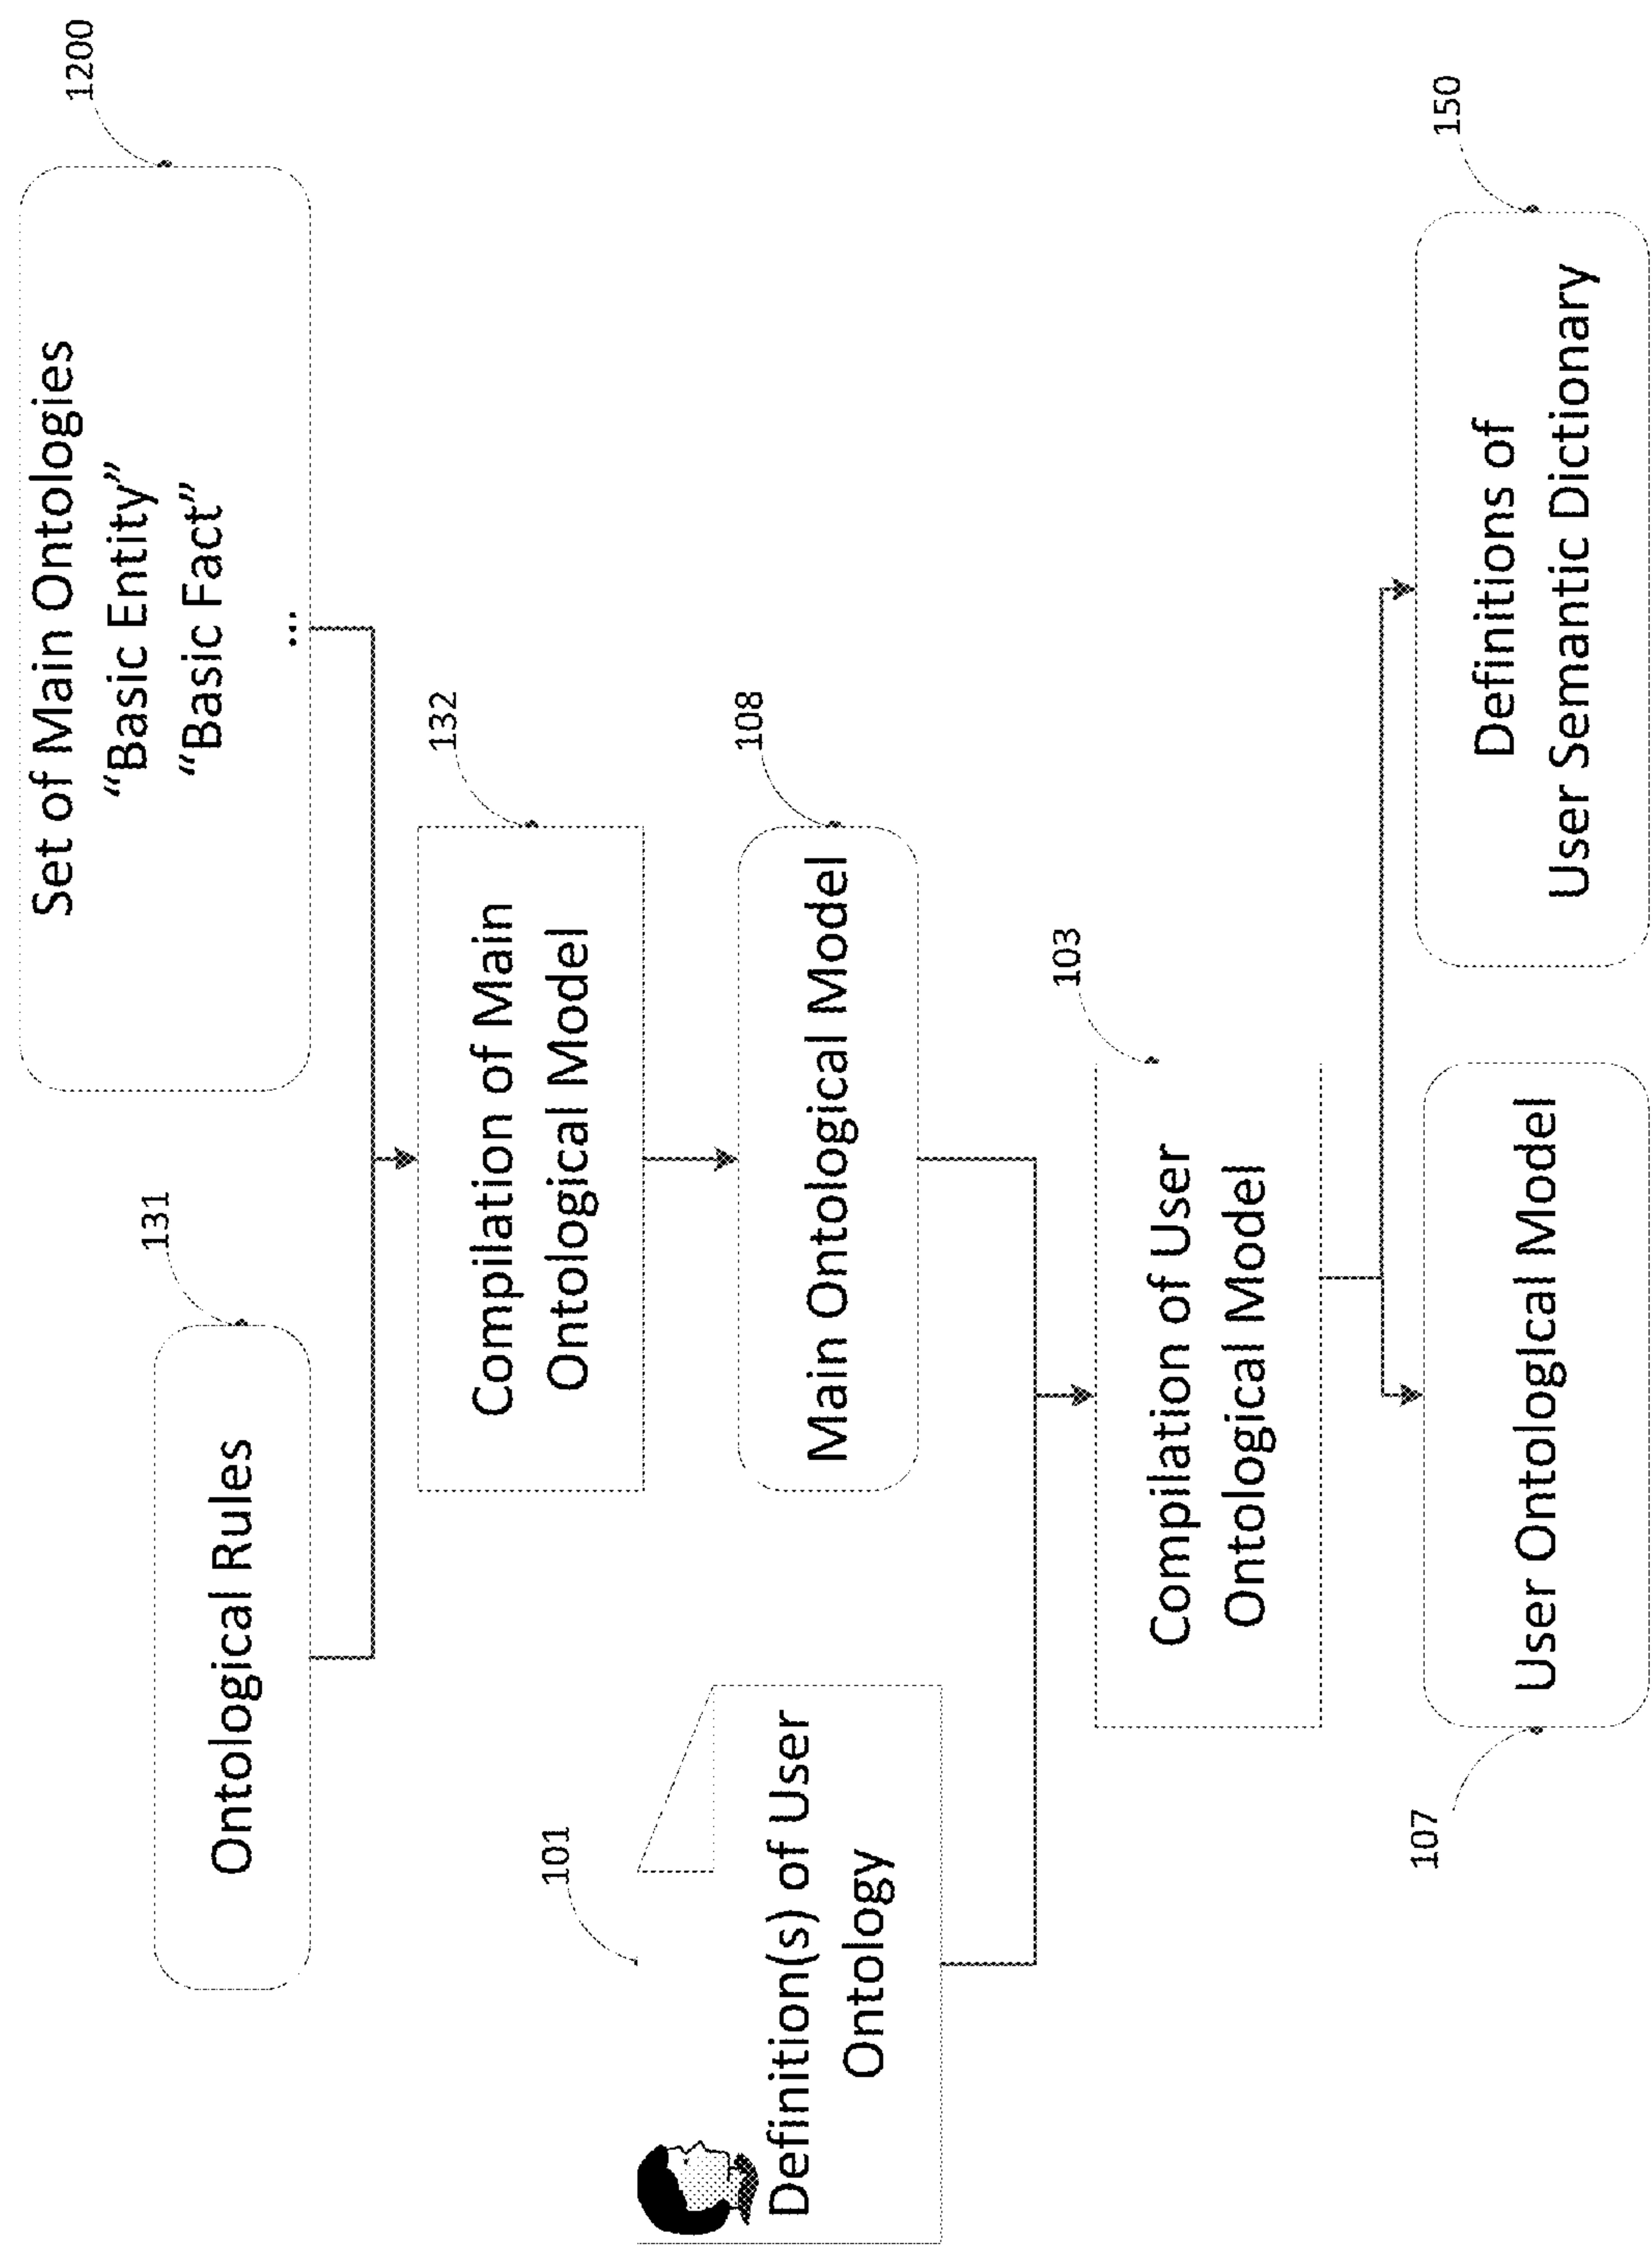 1200
Set of Main Ontologies
“Basic Entity”
“Basic Fact”
...
131
Ontological Rules
132
Compilation of Main
Ontological Model
108
Main Ontological Model
101
Definition(s) of User
Ontology
103
Compilation of User
Ontological Model
107
User Ontological Model
150
Definitions of
User Semantic Dictionary